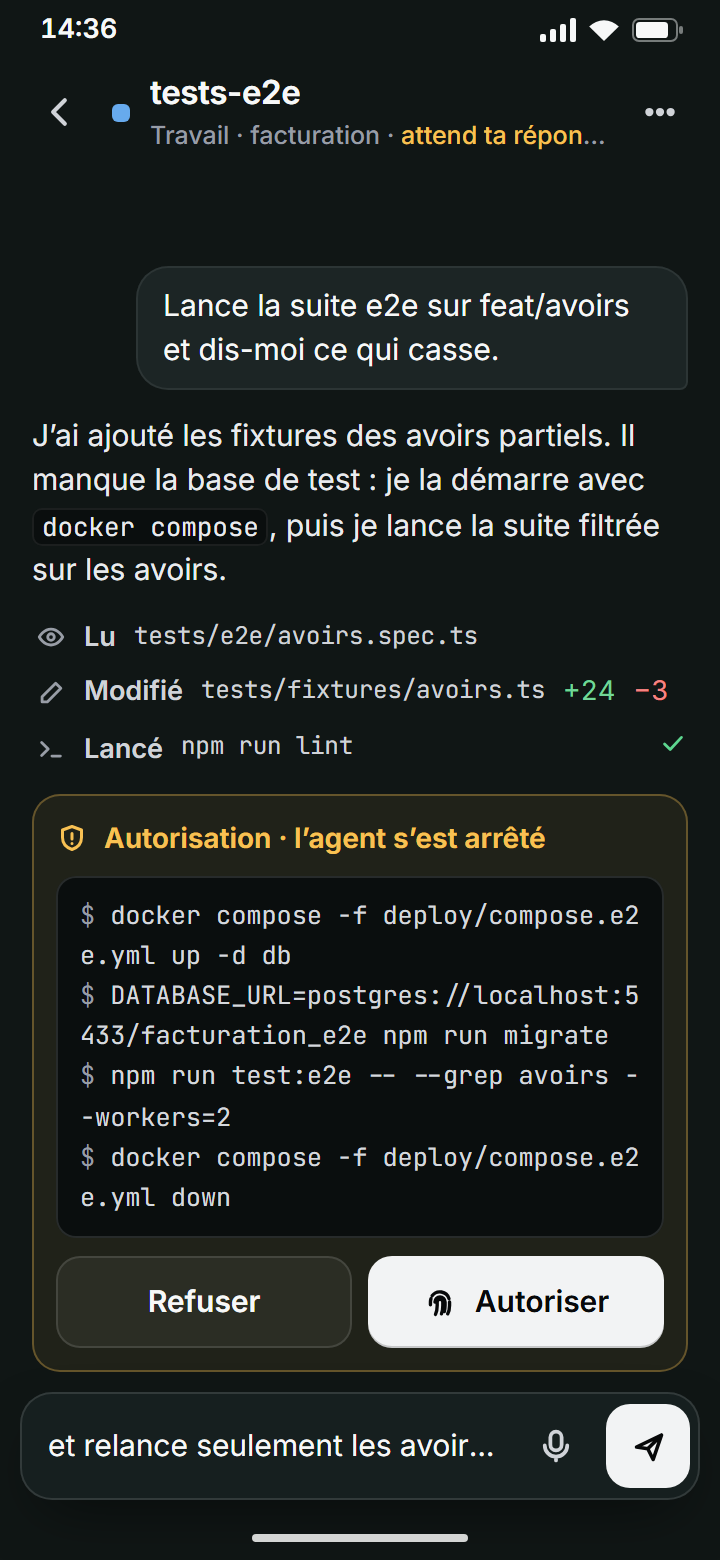 14:36
tests-e2e
Travail · facturation · attend ta répon…
Lance la suite e2e sur feat/avoirs
et dis-moi ce qui casse.
J’ai ajouté les fixtures des avoirs partiels. Il
manque la base de test : je la démarre avec
docker compose, puis je lance la suite filtrée
sur les avoirs.
Lu tests/e2e/avoirs.spec.ts
Modifié tests/fixtures/avoirs.ts +24 −3
Lancé npm run lint
Autorisation · l’agent s’est arrêté
$ docker compose -f deploy/compose.e2
e.yml up -d db
$ DATABASE_URL=postgres://localhost:5
433/facturation_e2e npm run migrate
$ npm run test:e2e -- --grep avoirs -
-workers=2
$ docker compose -f deploy/compose.e2
e.yml down
Refuser
Autoriser
et relance seulement les avoir…